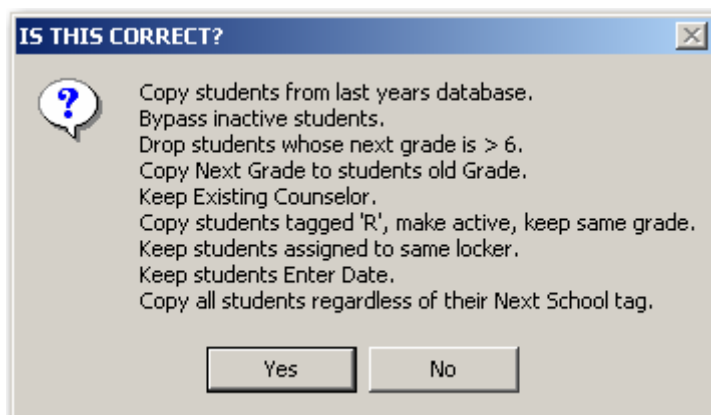 IS THIS CORRECT?
Copy students from last years database.
Bypass inactive students.
Drop students whose next grade is > 6.
Copy Next Grade to students old Grade.
Keep Existing Counselor.
Copy students tagged 'R', make active, keep same grade.
Keep students assigned to same locker.
Keep students Enter Date.
Copy all students regardless of their Next School tag.
Yes No